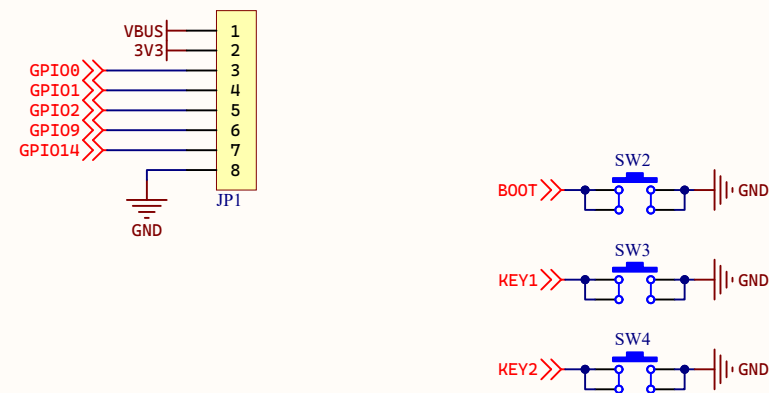 VBUS 1
3V3 2
GPIO0 3
GPIO1 4
GPIO2 5
GPIO9 6
GPIO14 7
8
JP1
GND
SW2
BOOT GND
SW3
KEY1 GND
SW4
KEY2 GND